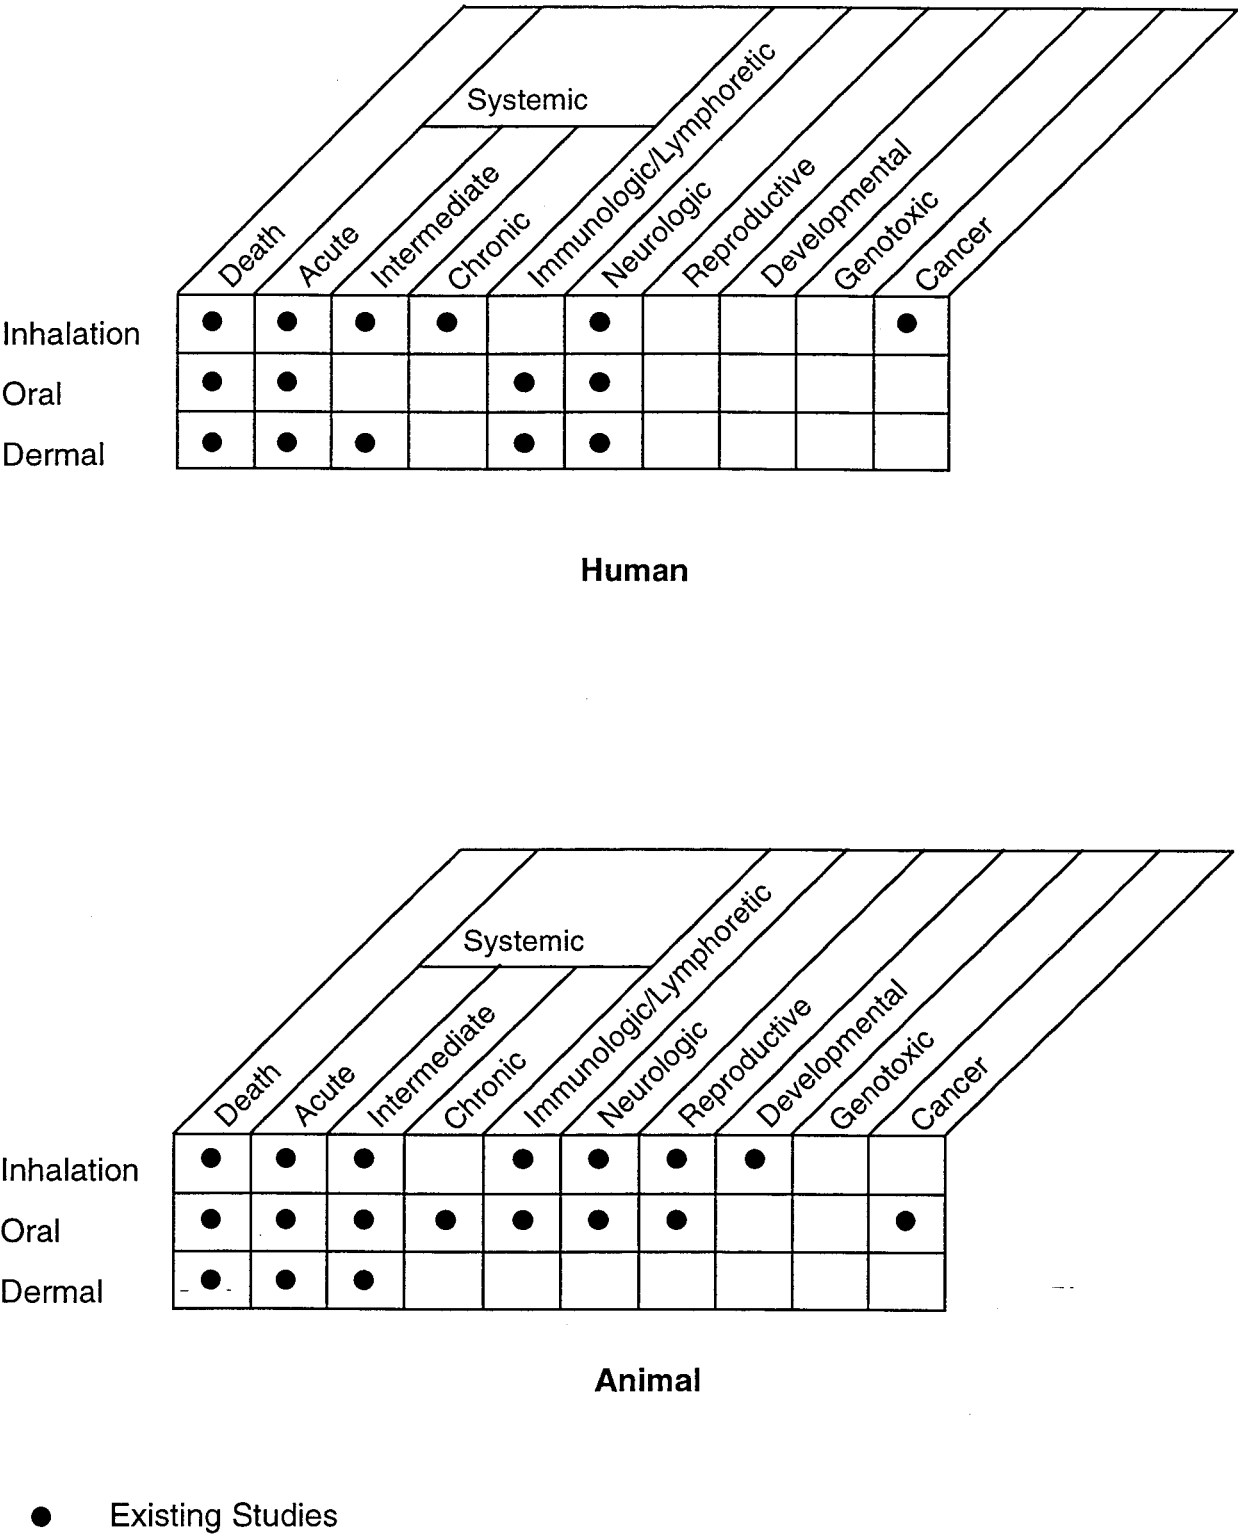 Systemic
Death
Acute
Intermediate
Chronic
Immunologic/Lymphoretic
Neurologic
Reproductive
Developmental
Genotoxic
Cancer
Inhalation
Oral
Dermal
Human
Systemic
Death
Acute
Intermediate
Chronic
Immunologic/Lymphoretic
Neurologic
Reproductive
Developmental
Genotoxic
Cancer
Inhalation
Oral
Dermal
Animal
● Existing Studies